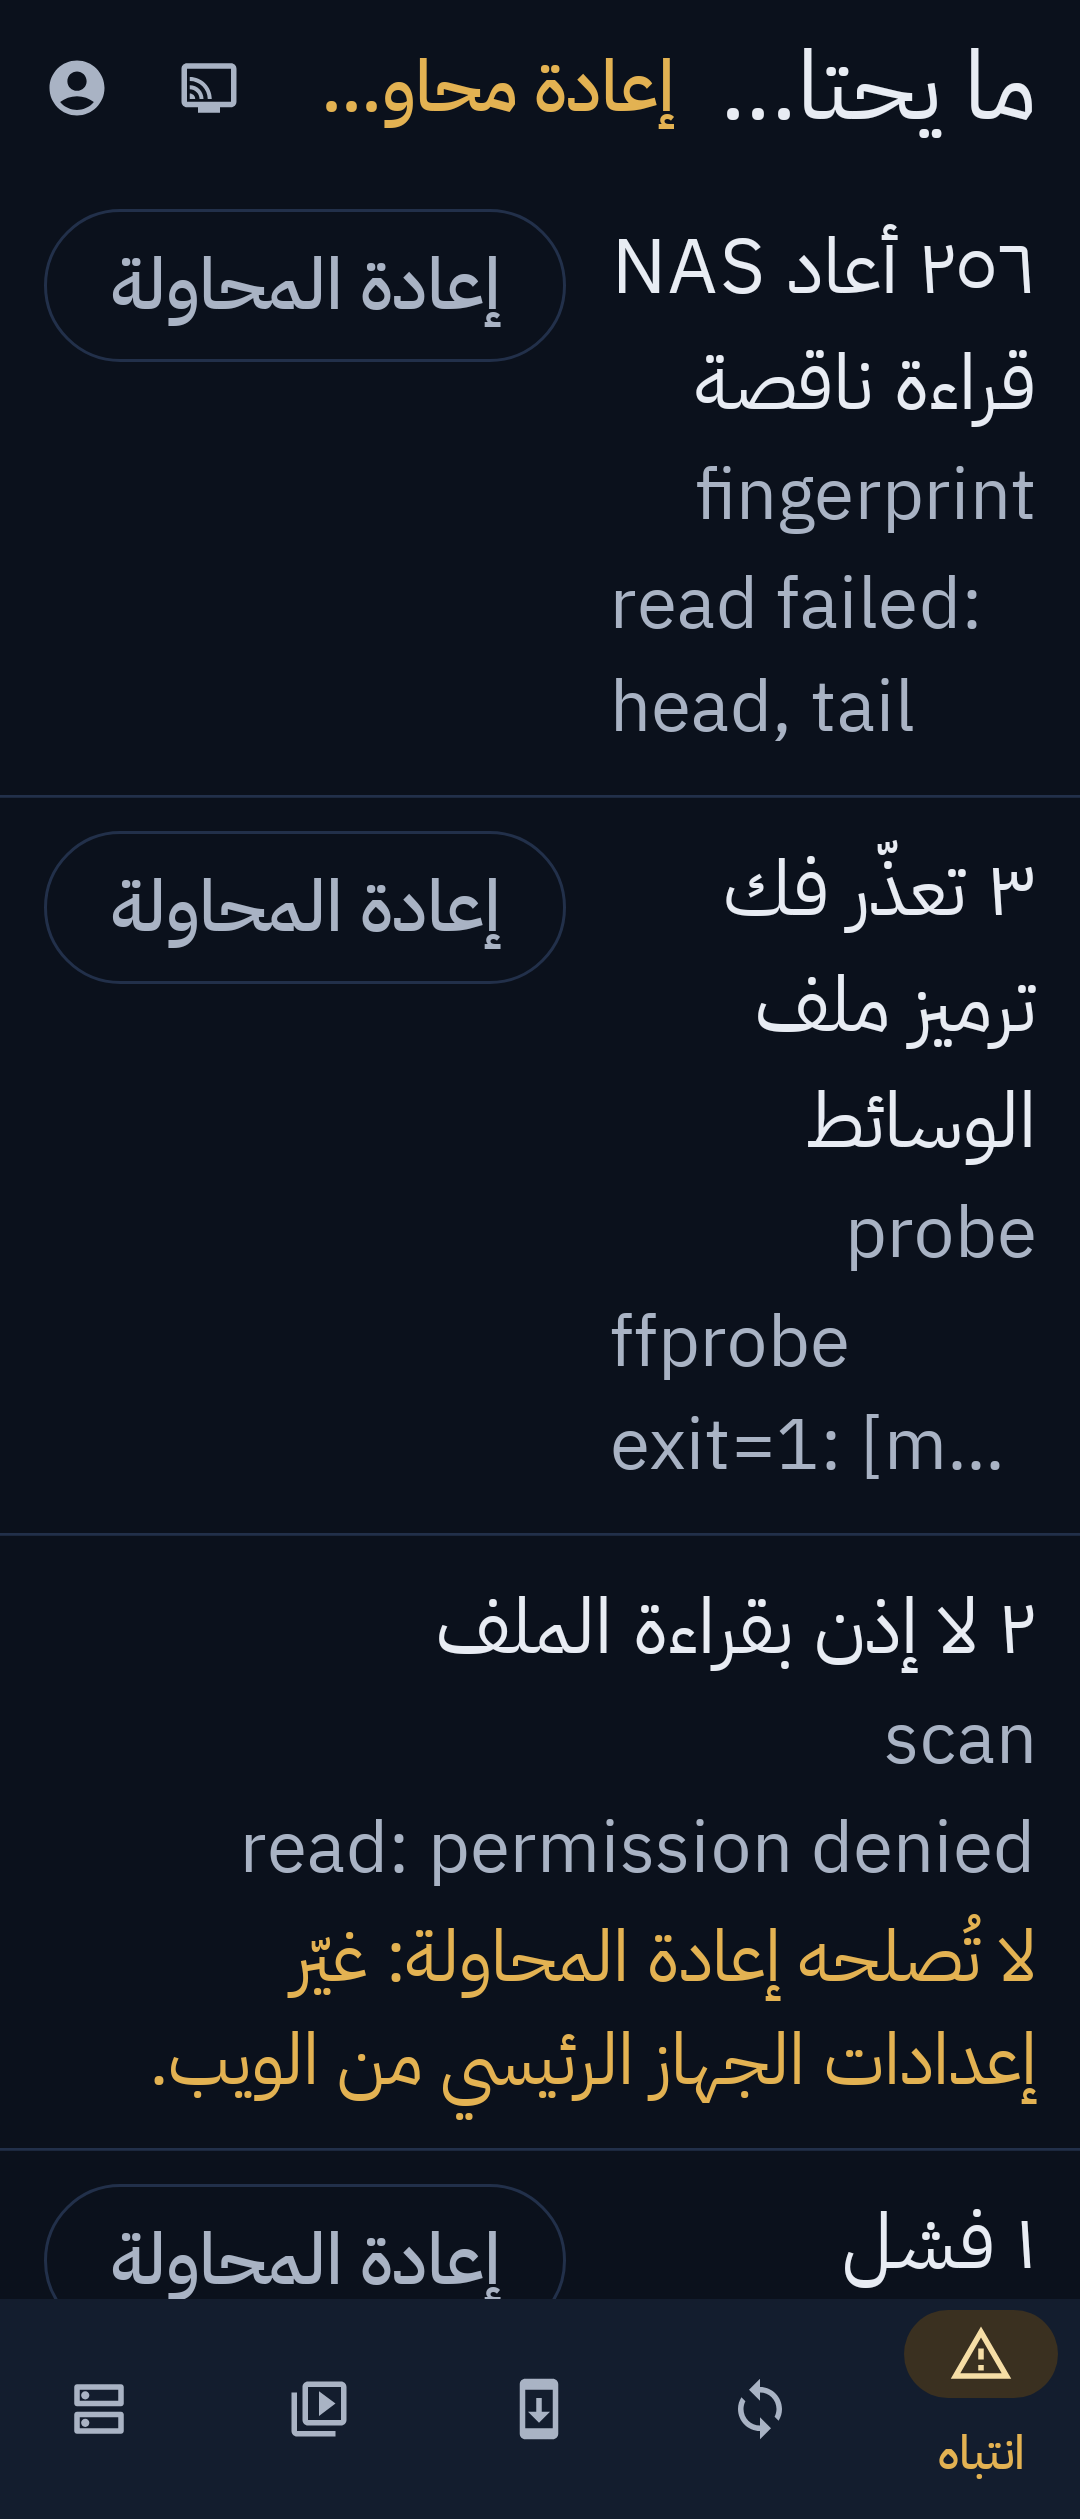 ما يحتا...
إعادة محاو...
٢٥٦ أعاد NAS
قراءة ناقصة
fingerprint
read failed:
head, tail
إعادة المحاولة
٣ تعذّر فك
ترميز ملف
الوسائط
probe
ffprobe
exit=1: [m...
إعادة المحاولة
٢ لا إذن بقراءة الملف
scan
read: permission denied
لا تُصلحه إعادة المحاولة: غيّر
إعدادات الجهاز الرئيسي من الويب.
١ فشل
إعادة المحاولة
انتباه